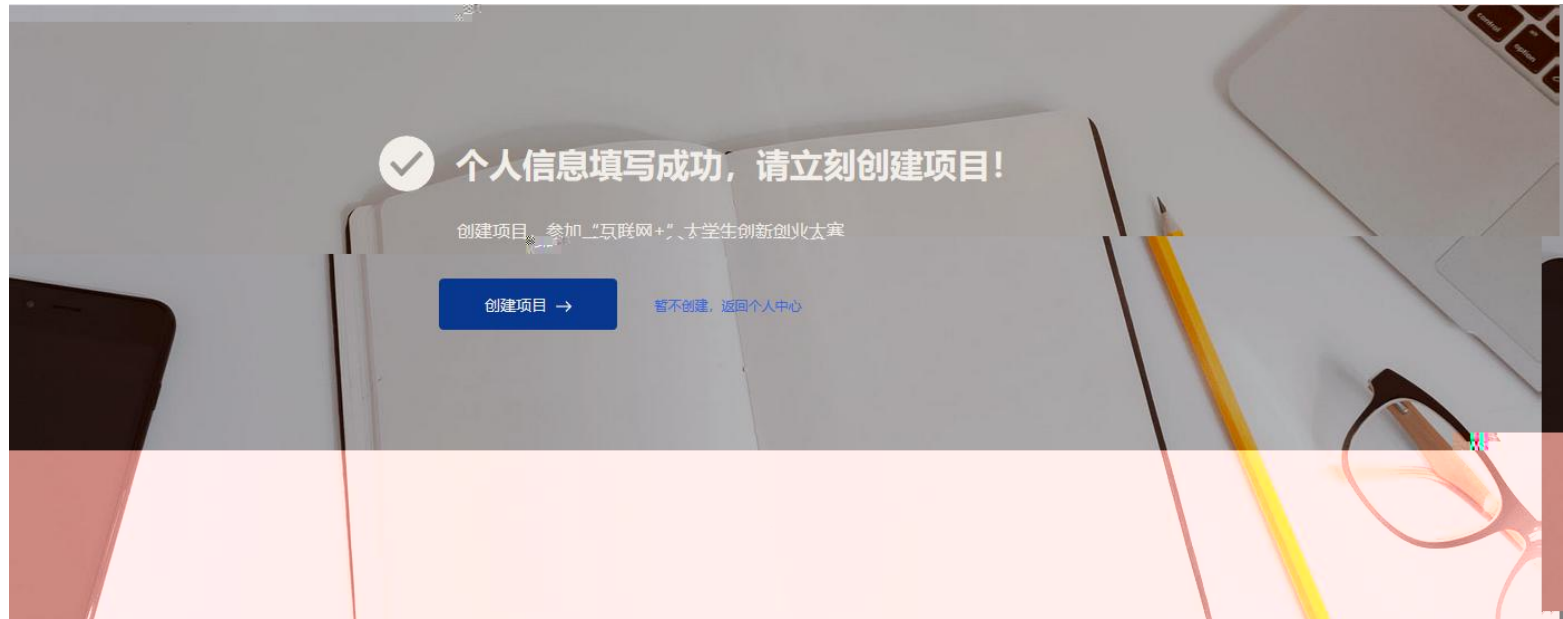 个人信息填写成功，请立刻创建项目！
创建项目，参加“互联网+”大学生创新创业大赛
创建项目 →
暂不创建，返回个人中心
control
option